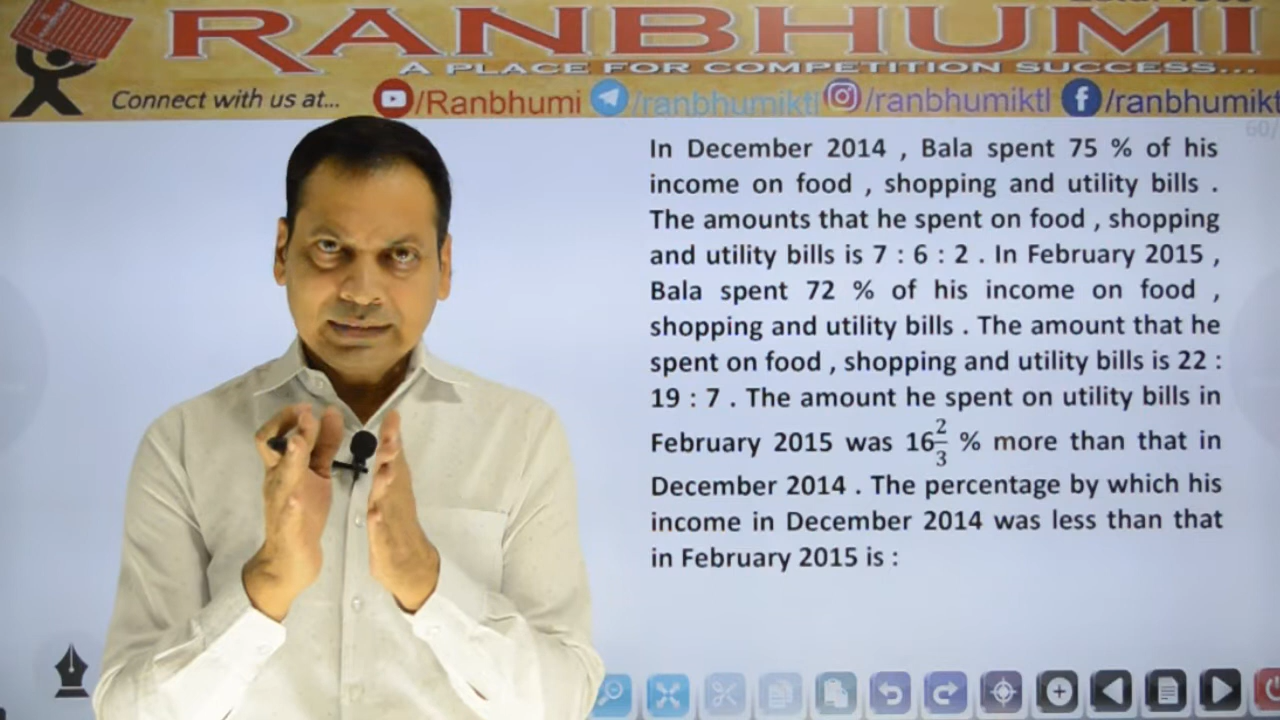 RANBHUMI
A PLACE FOR COMPETITION SUCCESS...
Connect with us at... /Ranbhumi /ranbhumiktl /ranbhumiktl /ranbhumikt
60/
In December 2014 , Bala spent 75 % of his
income on food , shopping and utility bills .
The amounts that he spent on food , shopping
and utility bills is 7 : 6 : 2 . In February 2015 ,
Bala spent 72 % of his income on food ,
shopping and utility bills . The amount that he
spent on food , shopping and utility bills is 22 :
19 : 7 . The amount he spent on utility bills in
February 2015 was 16 2/3 % more than that in
December 2014 . The percentage by which his
income in December 2014 was less than that
in February 2015 is :